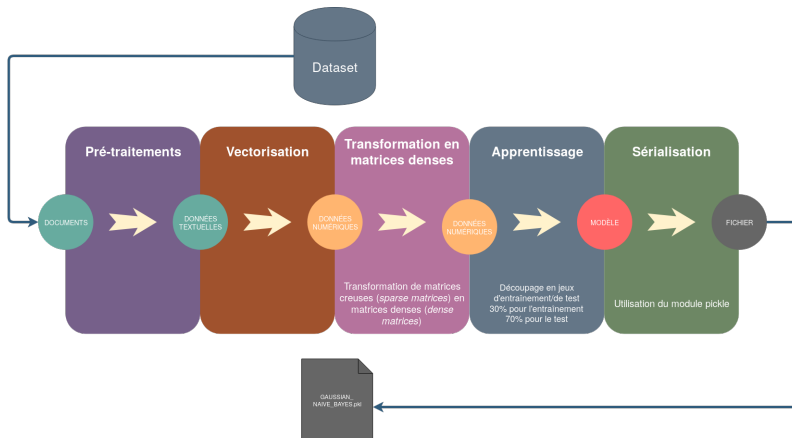 Dataset
Pré-traitements
Vectorisation
Transformation en
matrices denses
Apprentissage
Sérialisation
DOCUMENTS
DONNÉES
TEXTUELLES
DONNÉES
NUMÉRIQUES
DONNÉES
NUMÉRIQUES
MODÈLE
FICHIER
Transformation de matrices
creuses (sparse matrices) en
matrices denses (dense
matrices)
Découpage en jeux
d'entraînement/de test
30% pour l'entraînement
70% pour le test
Utilisation du module pickle
GAUSSIAN_
NAIVE_BAYES.pkl